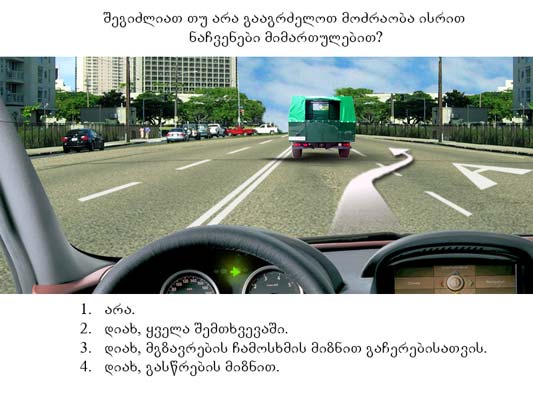 შეგიძლიათ თუ არა გააგრძელოთ მოძრაობა ისრით
ნაჩვენები მიმართულებით?
A
1. არა.
2. დიახ, ყველა შემთხვევაში.
3. დიახ, მგზავრების ჩამოსხმის მიზნით გაჩერებისათვის.
4. დიახ, გასწრების მიზნით.